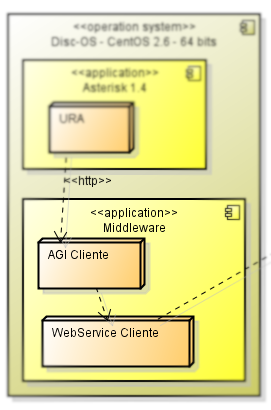 <<operation system>>
Disc-OS - CentOS 2.6 - 64 bits
<<application>>
Asterisk 1.4
URA
<<http>>
<<application>>
Middleware
AGI Cliente
WebService Cliente